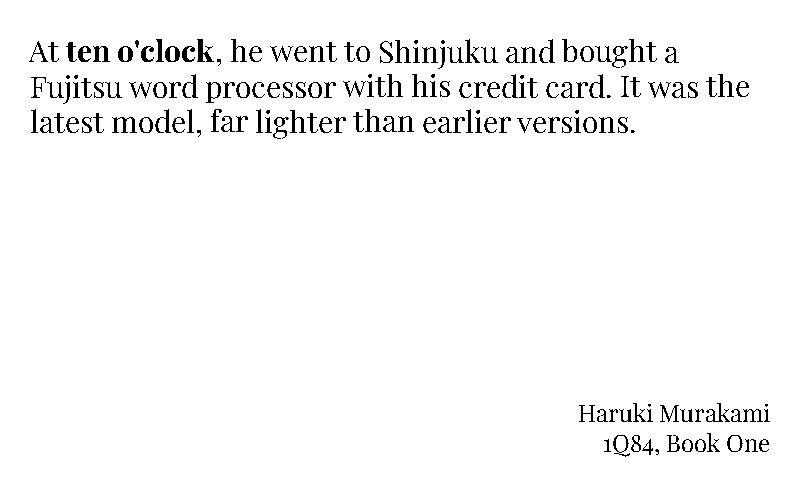 At ten o'clock, he went to Shinjuku and bought a
Fujitsu word processor with his credit card. It was the
latest model, far lighter than earlier versions.
Haruki Murakami
1Q84, Book One